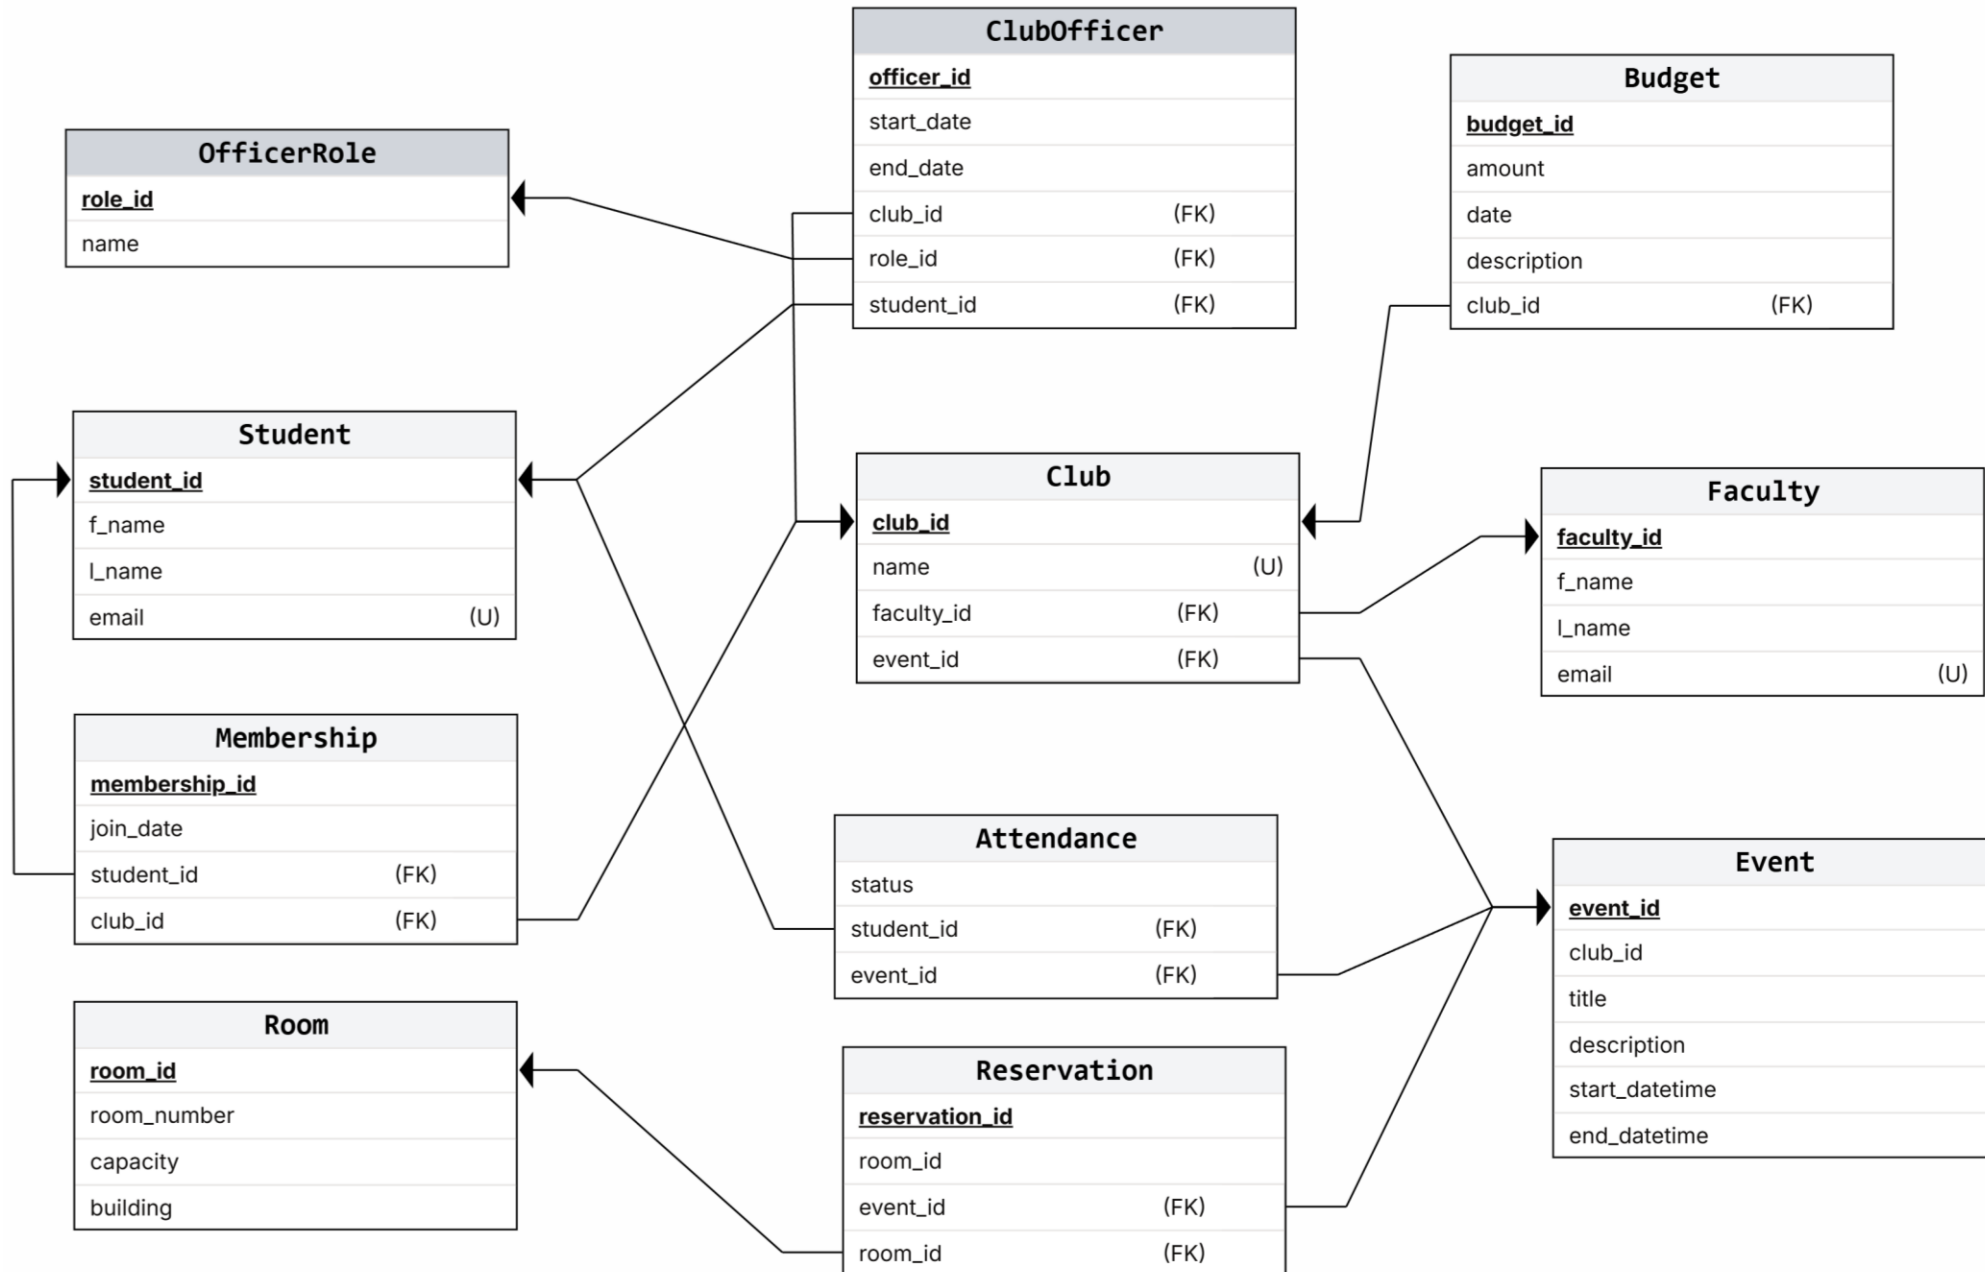 ClubOfficer
officer_id
start_date
end_date
club_id (FK)
role_id (FK)
student_id (FK)
Budget
budget_id
amount
date
description
club_id (FK)
OfficerRole
role_id
name
Student
student_id
f_name
l_name
email (U)
Club
club_id
name (U)
faculty_id (FK)
event_id (FK)
Faculty
faculty_id
f_name
l_name
email (U)
Membership
membership_id
join_date
student_id (FK)
club_id (FK)
Attendance
status
student_id (FK)
event_id (FK)
Event
event_id
club_id
title
description
start_datetime
end_datetime
Room
room_id
room_number
capacity
building
Reservation
reservation_id
room_id
event_id (FK)
room_id (FK)